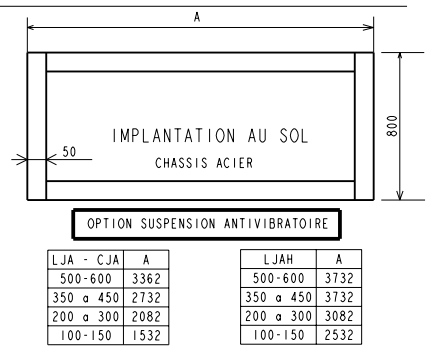 A
800
IMPLANTATION AU SOL
50
CHASSIS ACIER
OPTION SUSPENSION ANTIVIBRATOIRE
LJA - CJA A
500-600 3362
350 a 450 2732
200 a 300 2082
100-150 1532
LJAH A
500-600 3732
350 a 450 3732
200 a 300 3082
100-150 2532